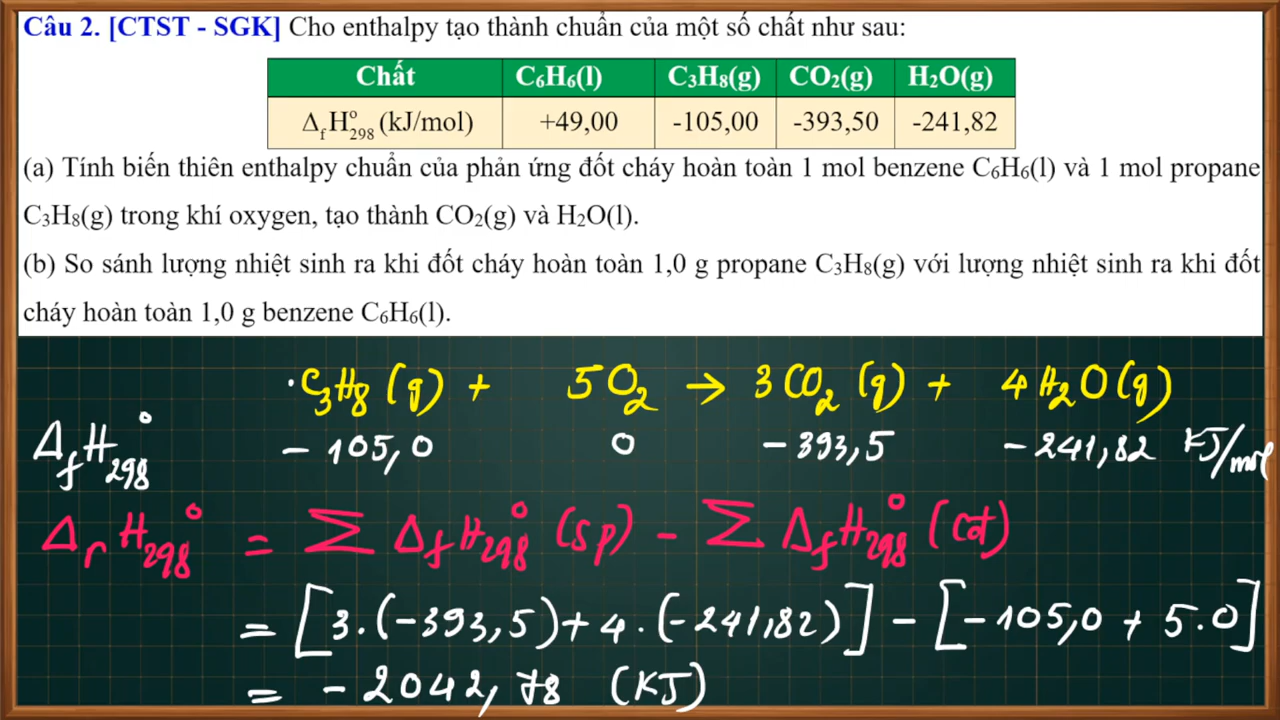 Câu 2. [CTST - SGK] Cho enthalpy tạo thành chuẩn của một số chất như sau:
Chất C₆H₆(l) C₃H₈(g) CO₂(g) H₂O(g)
Δ_f H°₂₉₈ (kJ/mol) +49,00 -105,00 -393,50 -241,82
(a) Tính biến thiên enthalpy chuẩn của phản ứng đốt cháy hoàn toàn 1 mol benzene C₆H₆(l) và 1 mol propane
C₃H₈(g) trong khí oxygen, tạo thành CO₂(g) và H₂O(l).
(b) So sánh lượng nhiệt sinh ra khi đốt cháy hoàn toàn 1,0 g propane C₃H₈(g) với lượng nhiệt sinh ra khi đốt
cháy hoàn toàn 1,0 g benzene C₆H₆(l).
C₃H₈ (g) + 5O₂ → 3CO₂ (g) + 4H₂O(g)
Δ_f H°₂₉₈ -105,0 0 -393,5 -241,82 KJ/mol
Δ_r H°₂₉₈ = Σ Δ_f H°₂₉₈ (sp) - Σ Δ_f H°₂₉₈ (cđ)
= [3.(-393,5) + 4.(-241,82)] - [-105,0 + 5.0]
= -2042,78 (KJ)